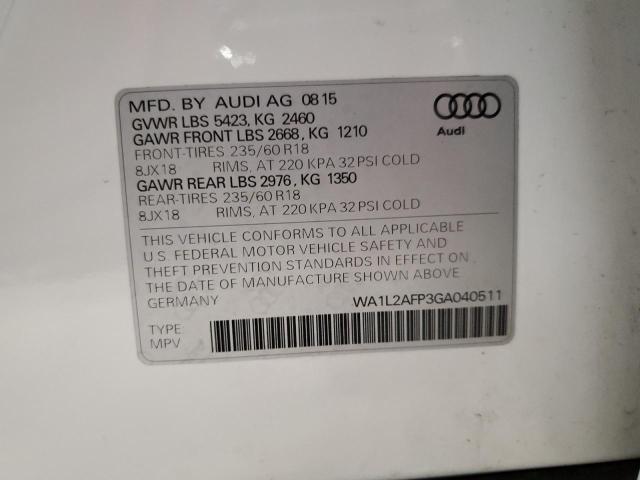 MFD. BY AUDI AG 0815
GVWR LBS 5423, KG 2460
GAWR FRONT LBS 2668, KG 1210
FRONT-TIRES 235/60 R18
8JX18 RIMS, AT 220 KPA 32 PSI COLD
GAWR REAR LBS 2976, KG 1350
REAR-TIRES 235/60 R18
8JX18 RIMS, AT 220 KPA 32 PSI COLD
Audi
THIS VEHICLE CONFORMS TO ALL APPLICABLE
U.S. FEDERAL MOTOR VEHICLE SAFETY AND
THEFT PREVENTION STANDARDS IN EFFECT ON
THE DATE OF MANUFACTURE SHOWN ABOVE.
GERMANY WA1L2AFP3GA040511
TYPE:
MPV